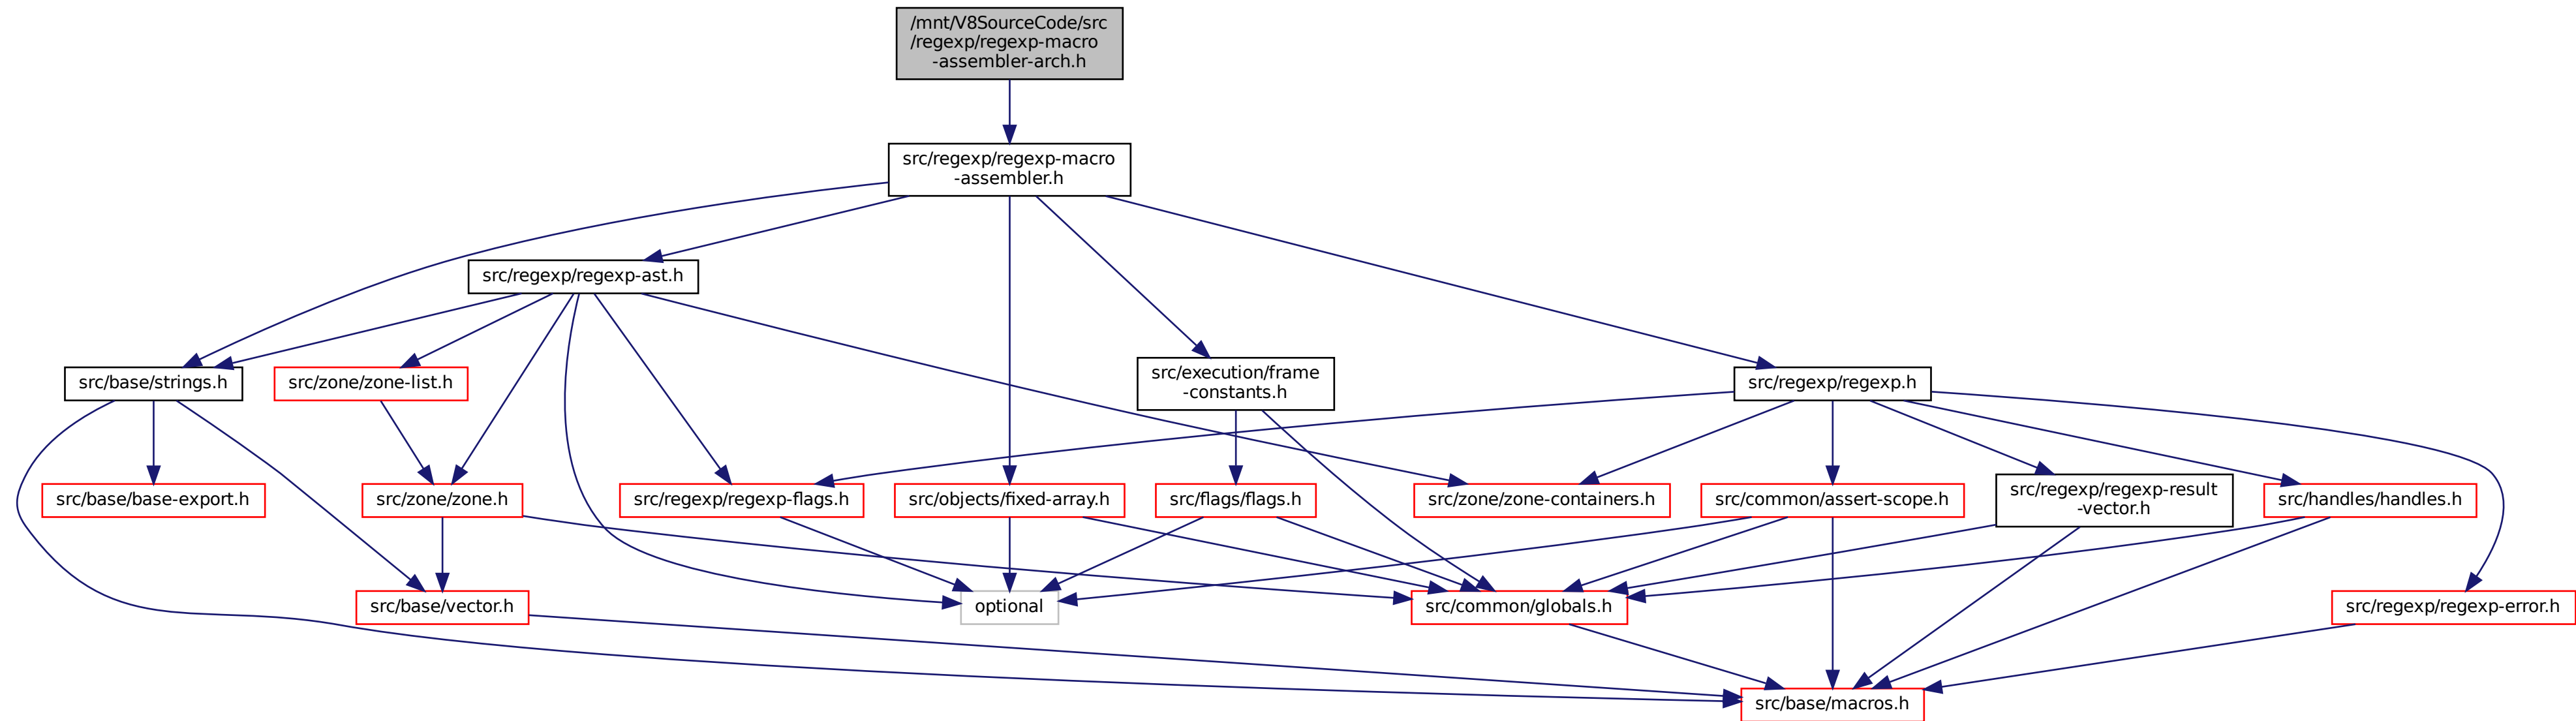 /mnt/V8SourceCode/src
/regexp/regexp-macro
-assembler-arch.h
src/regexp/regexp-macro
-assembler.h
src/regexp/regexp-ast.h
src/base/strings.h
src/zone/zone-list.h
src/execution/frame
-constants.h
src/regexp/regexp.h
src/base/base-export.h
src/zone/zone.h
src/regexp/regexp-flags.h
src/objects/fixed-array.h
src/flags/flags.h
src/zone/zone-containers.h
src/common/assert-scope.h
src/regexp/regexp-result
-vector.h
src/handles/handles.h
src/base/vector.h
optional
src/common/globals.h
src/regexp/regexp-error.h
src/base/macros.h